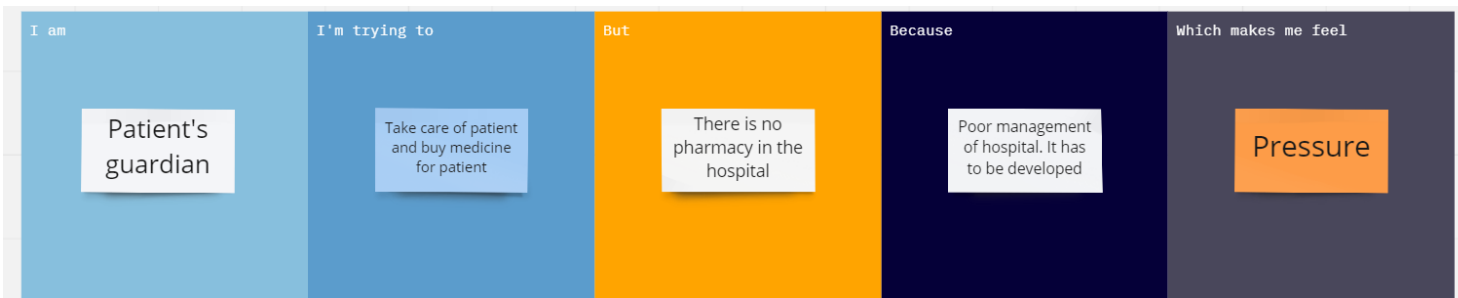 I am
Patient's
guardian
I'm trying to
Take care of patient
and buy medicine
for patient
But
There is no
pharmacy in the
hospital
Because
Poor management
of hospital. It has
to be developed
Which makes me feel
Pressure